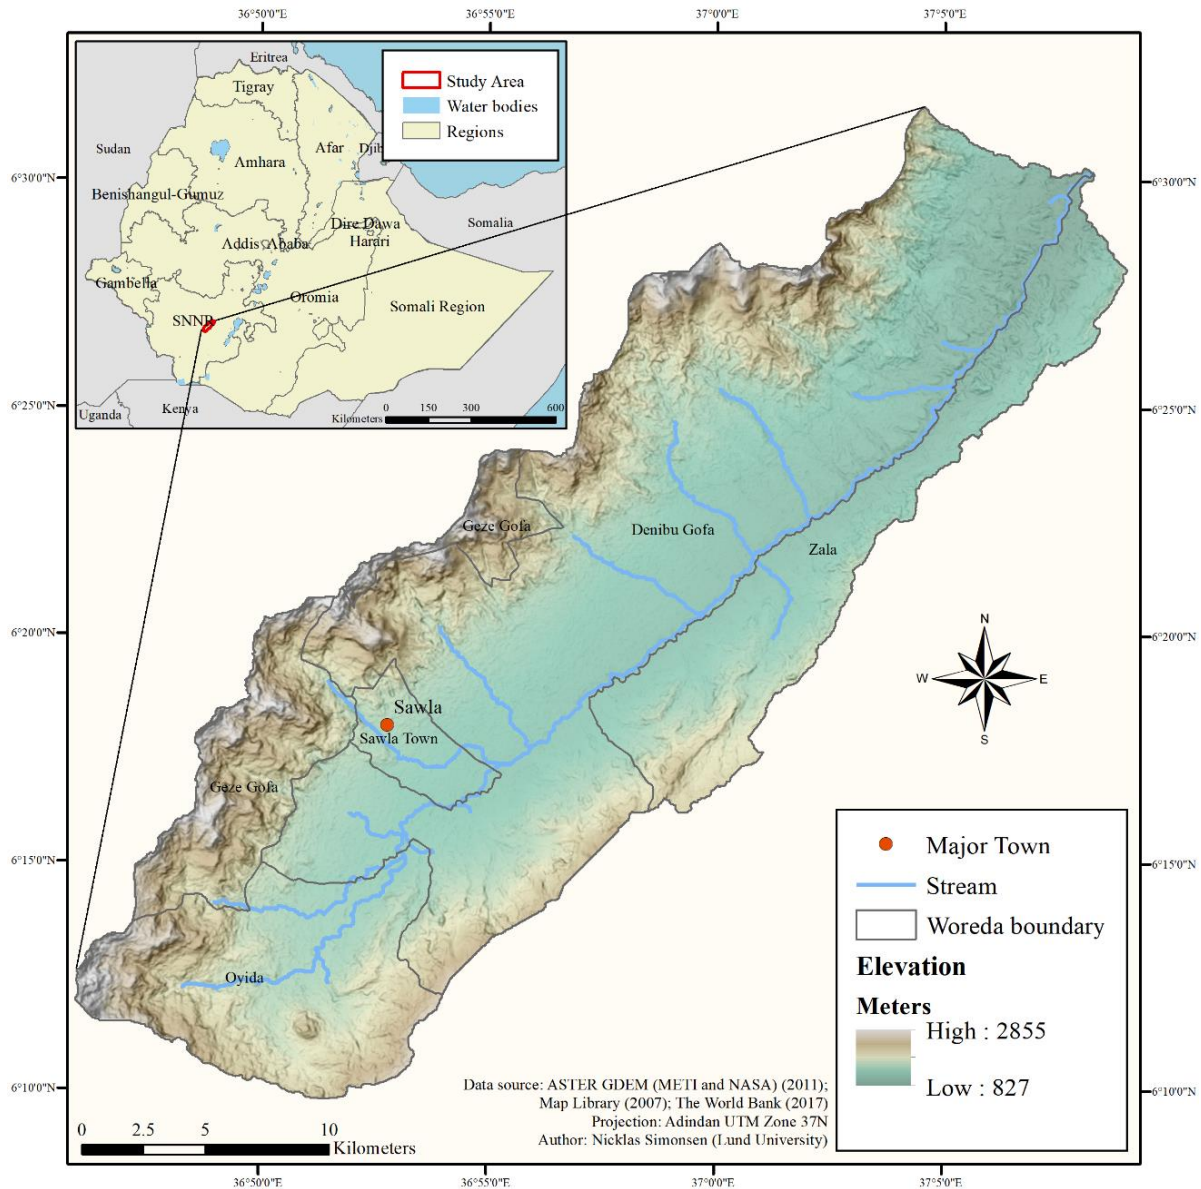 36°50'0"E 36°55'0"E 37°0'0"E 37°5'0"E
Eritrea
Tigray
Sudan
Amhara
Afar
Djib
Benishangul-Gumuz
Dire Dawa
Harari
Somalia
Addis Ababa
Gambella
Oromia
Somali Region
SNNP
Uganda
Kenya
Kilometers
0 150 300 600
Study Area
Water bodies
Regions
6°30'0"N 6°30'0"N
6°25'0"N 6°25'0"N
6°20'0"N 6°20'0"N
6°15'0"N 6°15'0"N
6°10'0"N 6°10'0"N
Geze Gofa
Denibu Gofa
Zala
Sawla
Sawla Town
Geze Gofa
Oyida
N
W E
S
Major Town
Stream
Woreda boundary
Elevation
Meters
High : 2855
Low : 827
Data source: ASTER GDEM (METI and NASA) (2011);
Map Library (2007); The World Bank (2017)
Projection: Adindan UTM Zone 37N
Author: Nicklas Simonsen (Lund University)
0 2.5 5 10
Kilometers
36°50'0"E 36°55'0"E 37°0'0"E 37°5'0"E